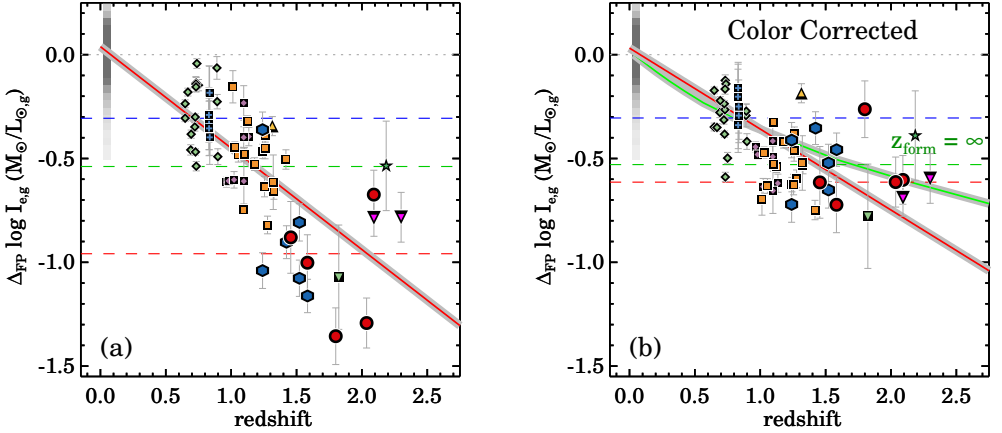 0.0
-0.5
-1.0
-1.5
Δ_FP log I_e,g (M_⊙/L_⊙,g)
(a)
0.0 0.5 1.0 1.5 2.0 2.5
redshift
Color Corrected
0.0
-0.5
-1.0
-1.5
Δ_FP log I_e,g (M_⊙/L_⊙,g)
z_form = ∞
(b)
0.0 0.5 1.0 1.5 2.0 2.5
redshift